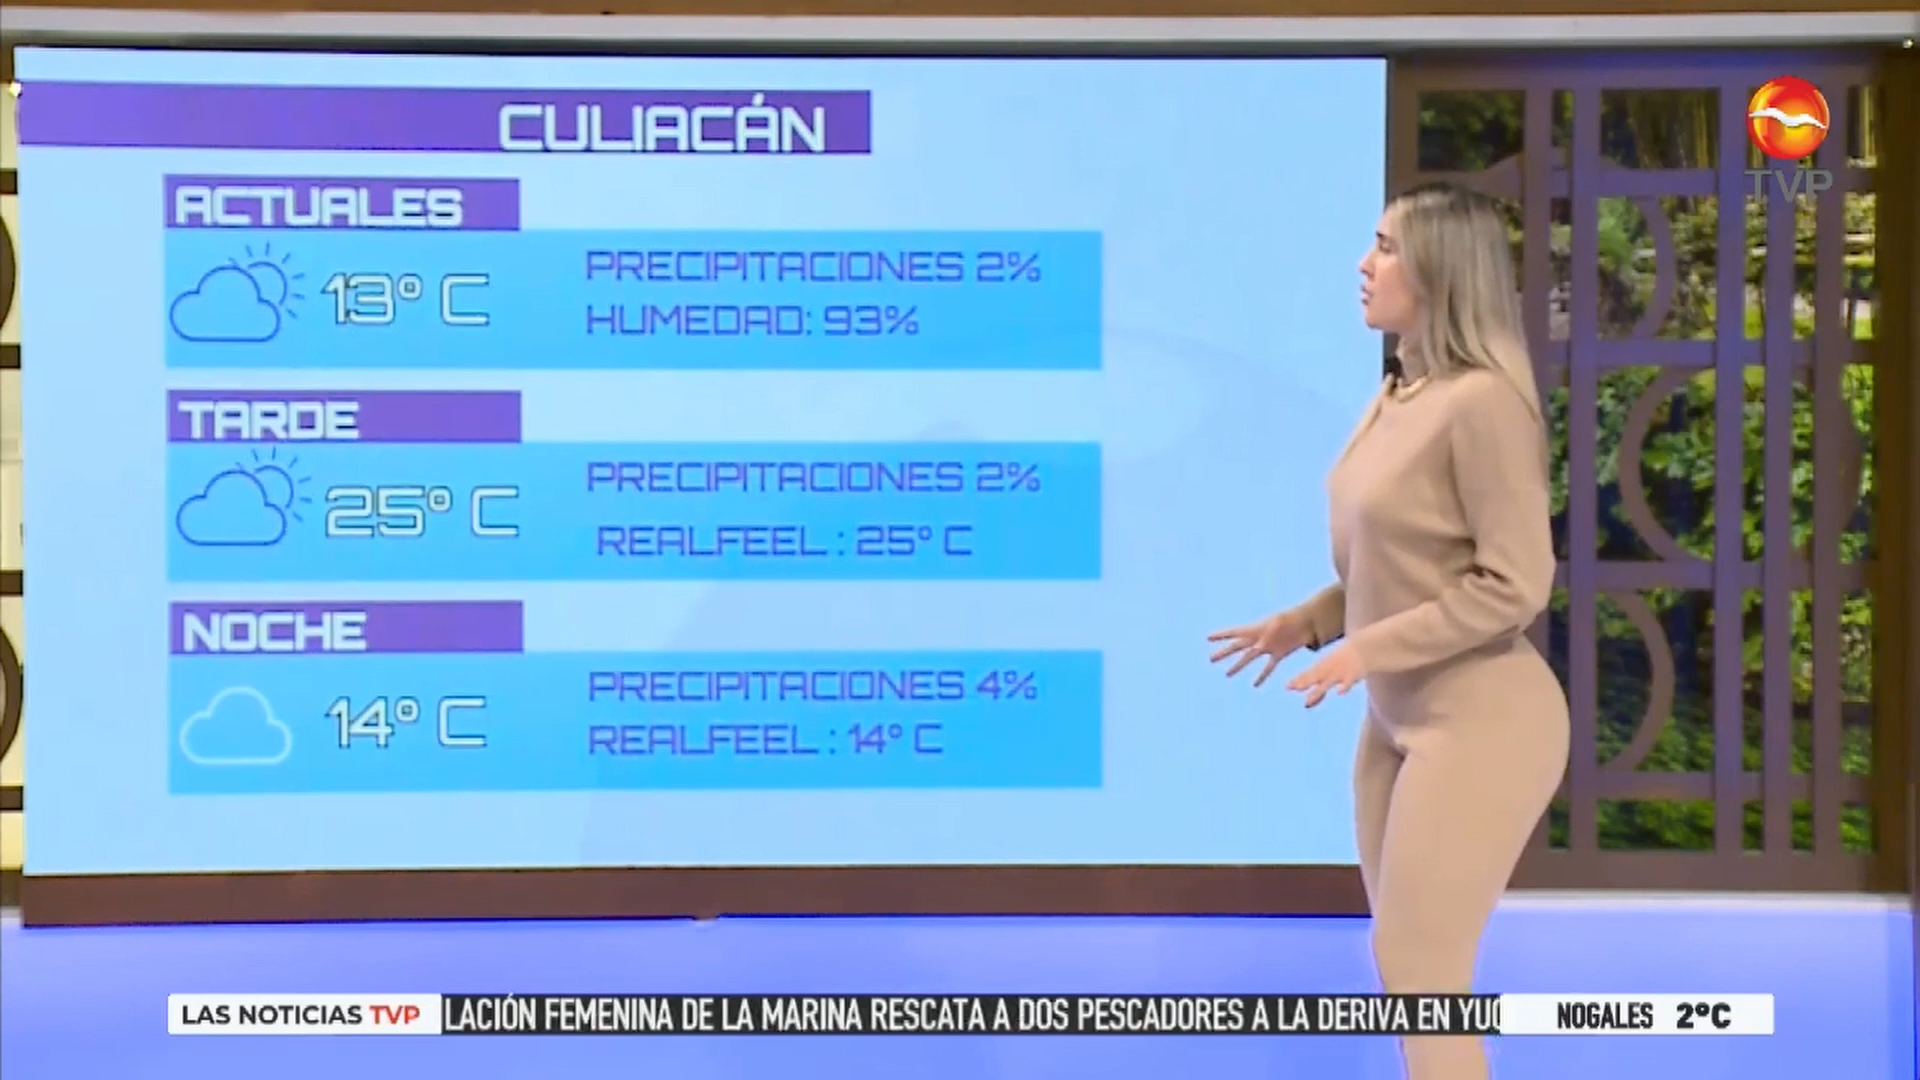 CULIACÁN
ACTUALES
13° C
PRECIPITACIONES 2%
HUMEDAD: 93%
TARDE
25° C
PRECIPITACIONES 2%
REALFEEL : 25° C
NOCHE
14° C
PRECIPITACIONES 4%
REALFEEL : 14° C
TVP
LAS NOTICIAS TVP
LACIÓN FEMENINA DE LA MARINA RESCATA A DOS PESCADORES A LA DERIVA EN
NOGALES 2°C